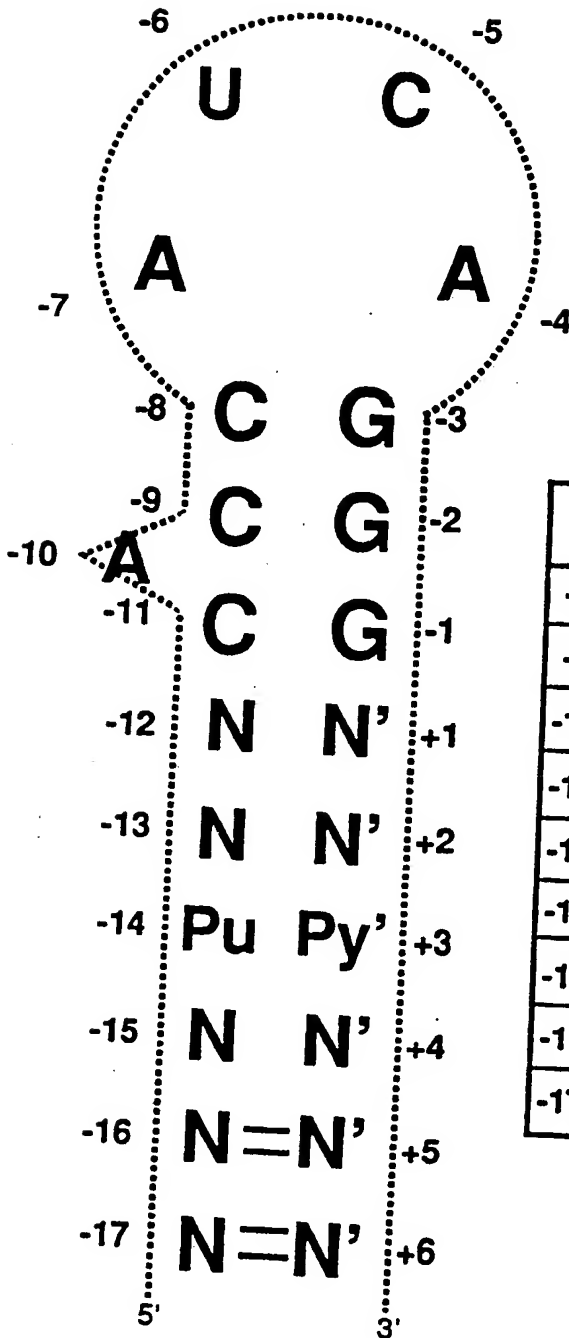 -6 -5
U C
A A
-7 -4
-8 C G -3
-9 C G -2
-10 A
-11 C G -1
-12 N N’ +1
-13 N N’ +2
-14 Pu Py’ +3
-15 N N’ +4
-16 N=N’ +5
-17 N=N’ +6
5' 3'